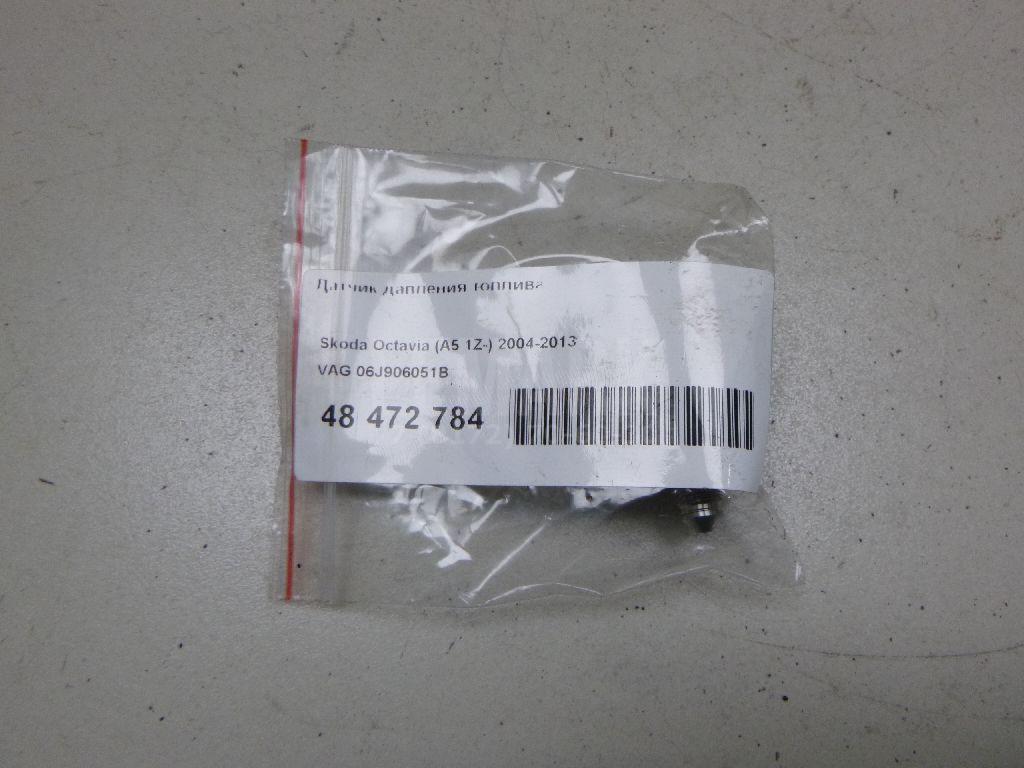 Датчик давления топлива
Skoda Octavia (A5 1Z-) 2004-2013
VAG 06J906051B
48 472 784